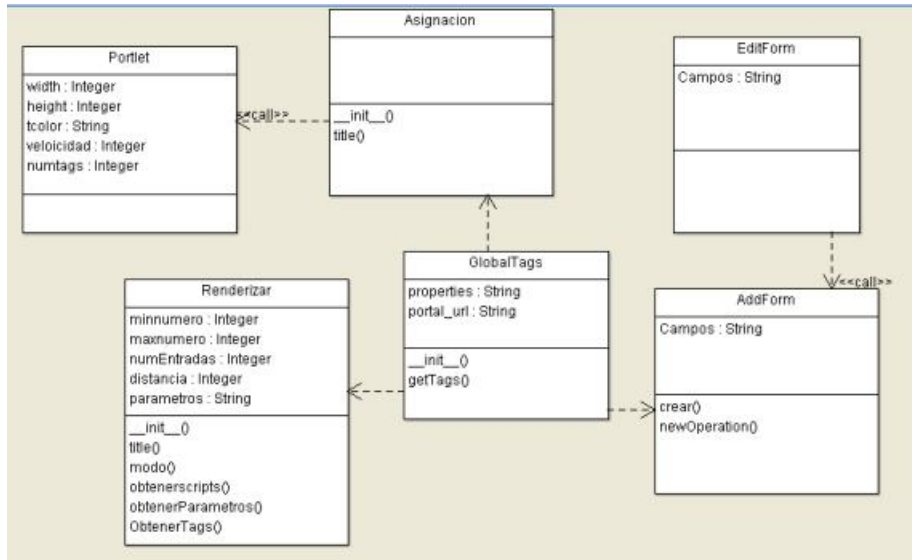 Portlet
width : Integer
height : Integer
tcolor : String
veloicidad : Integer
numtags : Integer
<<call>>
Asignacion
__init__()
title()
EditForm
Campos : String
<<call>>
GlobalTags
properties : String
portal_url : String
__init__()
getTags()
Renderizar
minnumero : Integer
maxnumero : Integer
numEntradas : Integer
distancia : Integer
parametros : String
__init__()
title()
modo()
obtenerscripts()
obtenerParametros()
ObtenerTags()
AddForm
Campos : String
crear()
newOperation()